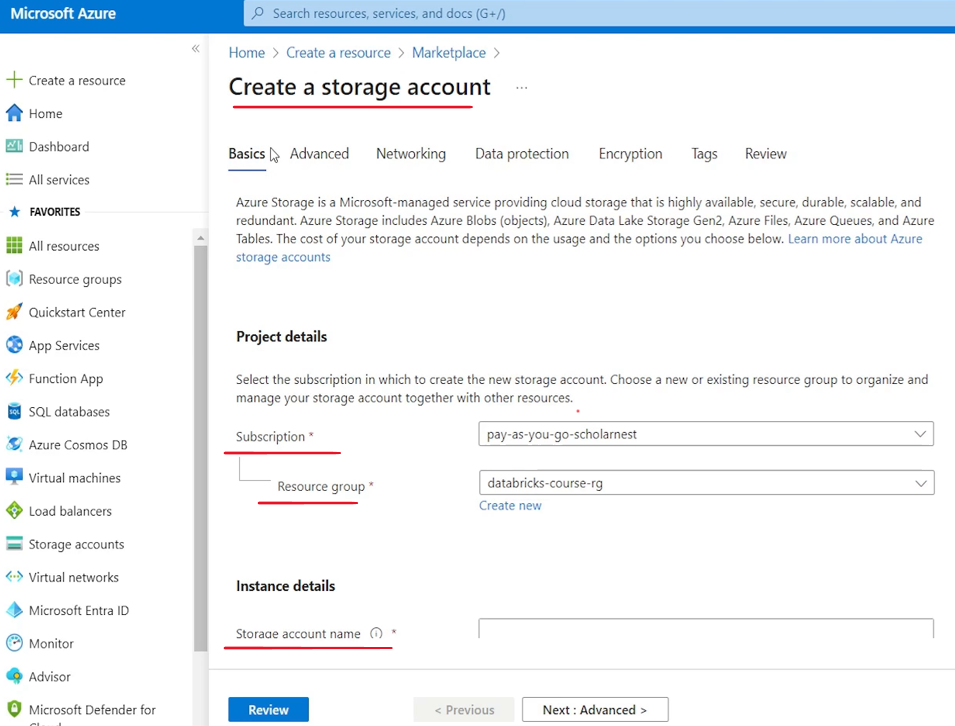 Microsoft Azure
Search resources, services, and docs (G+/)
Create a resource
Home
Dashboard
All services
FAVORITES
All resources
Resource groups
Quickstart Center
App Services
Function App
SQL databases
Azure Cosmos DB
Virtual machines
Load balancers
Storage accounts
Virtual networks
Microsoft Entra ID
Monitor
Advisor
Microsoft Defender for
Cloud
Home > Create a resource > Marketplace >
Create a storage account ...
Basics Advanced Networking Data protection Encryption Tags Review
Azure Storage is a Microsoft-managed service providing cloud storage that is highly available, secure, durable, scalable, and
redundant. Azure Storage includes Azure Blobs (objects), Azure Data Lake Storage Gen2, Azure Files, Azure Queues, and Azure
Tables. The cost of your storage account depends on the usage and the options you choose below. Learn more about Azure
storage accounts
Project details
Select the subscription in which to create the new storage account. Choose a new or existing resource group to organize and
manage your storage account together with other resources.
Subscription * pay-as-you-go-scholarnest
Resource group * databricks-course-rg
Create new
Instance details
Storage account name *
Review < Previous Next : Advanced >